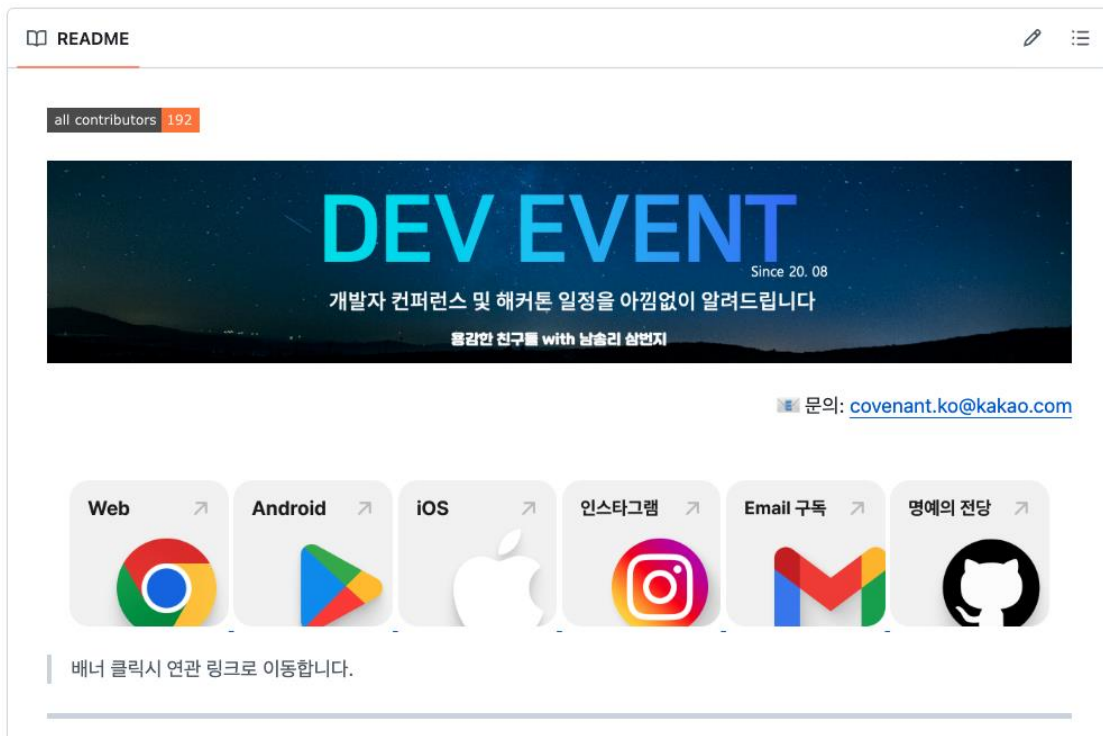 README
all contributors 192
DEV EVENT
Since 20. 08
개발자 컨퍼런스 및 해커톤 일정을 아낌없이 알려드립니다
용감한 친구들 with 남송리 삼번지
문의: covenant.ko@kakao.com
Web
Android
iOS
인스타그램
Email 구독
명예의 전당
배너 클릭시 연관 링크로 이동합니다.